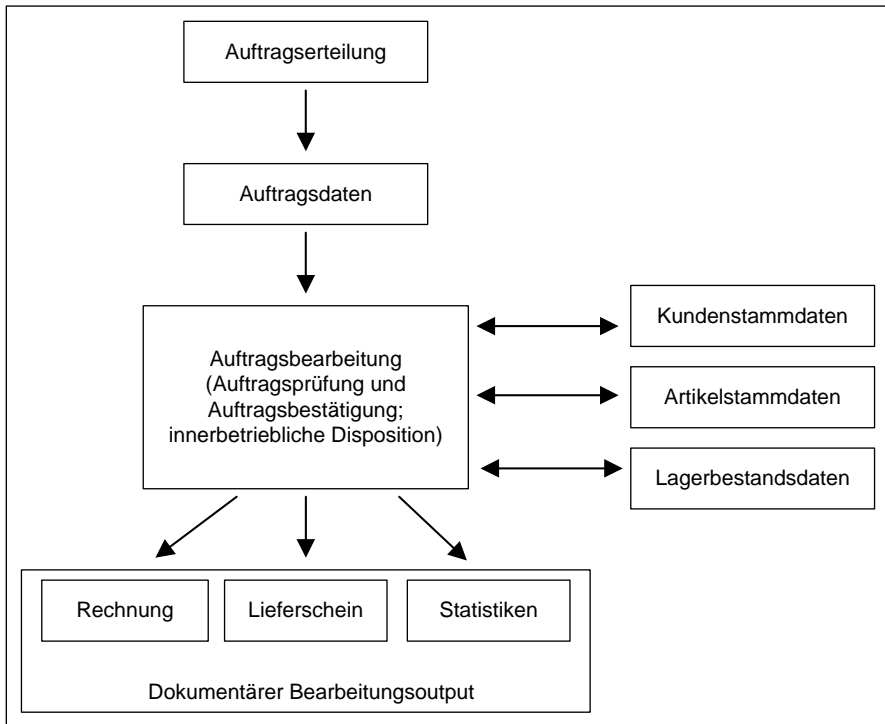 Auftragserteilung
Auftragsdaten
Auftragsbearbeitung
(Auftragsprüfung und
Auftragsbestätigung;
innerbetriebliche Disposition)
Kundenstammdaten
Artikelstammdaten
Lagerbestandsdaten
Rechnung
Lieferschein
Statistiken
Dokumentärer Bearbeitungsoutput